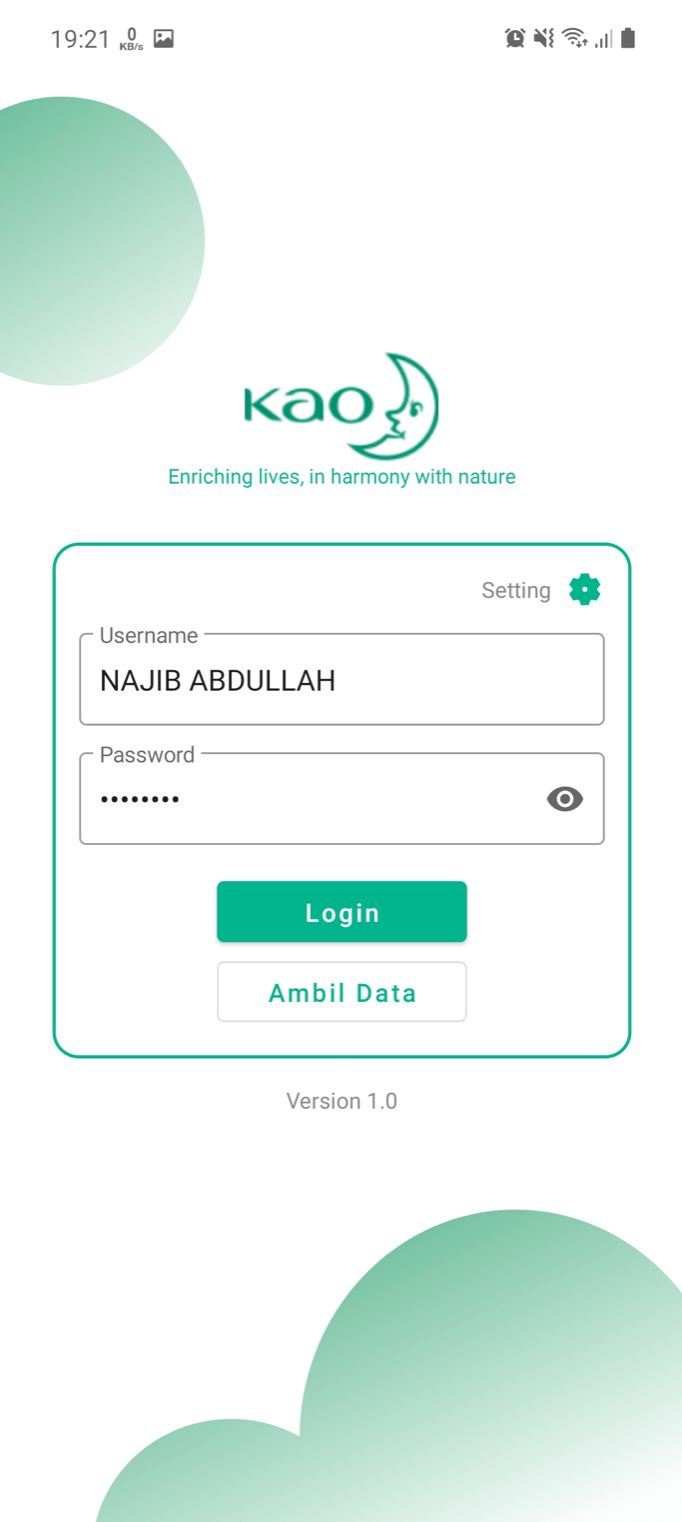 19:21 0 KB/s
Kao
Enriching lives, in harmony with nature
Setting
Username
NAJIB ABDULLAH
Password
••••••••
Login
Ambil Data
Version 1.0